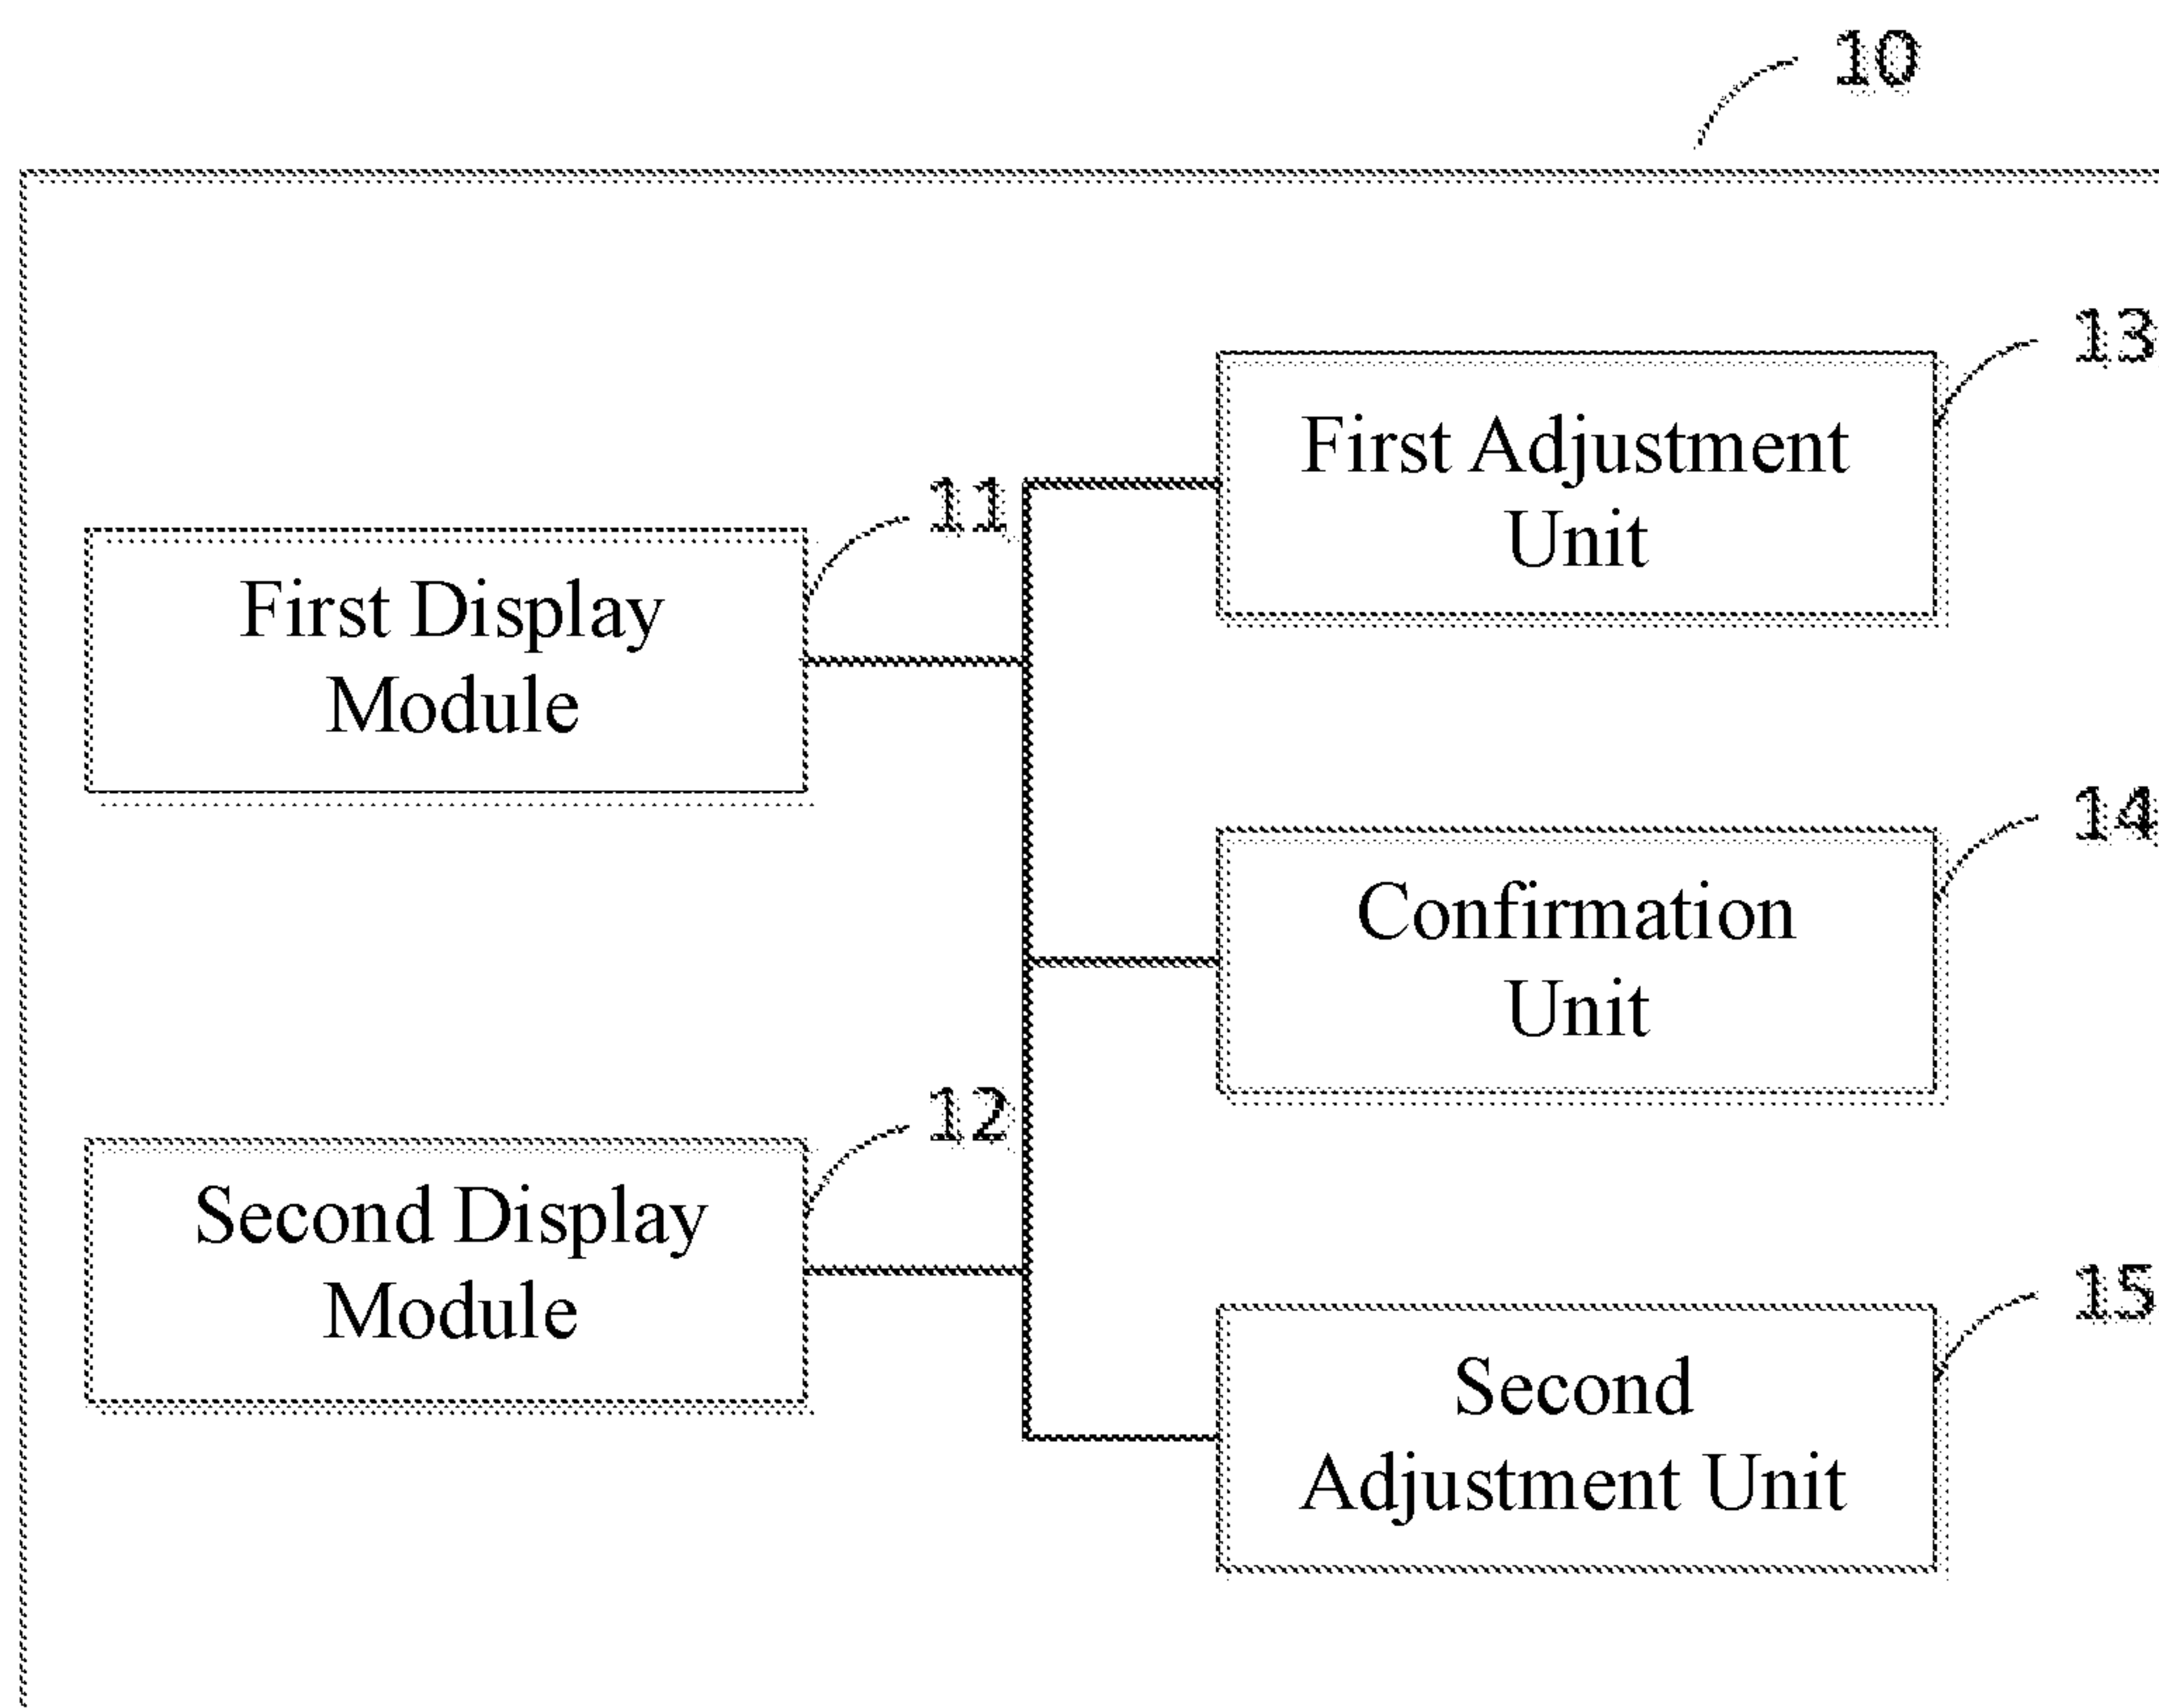 10
13
First Adjustment
Unit
11
First Display
Module
14
Confirmation
Unit
12
Second Display
Module
15
Second
Adjustment Unit